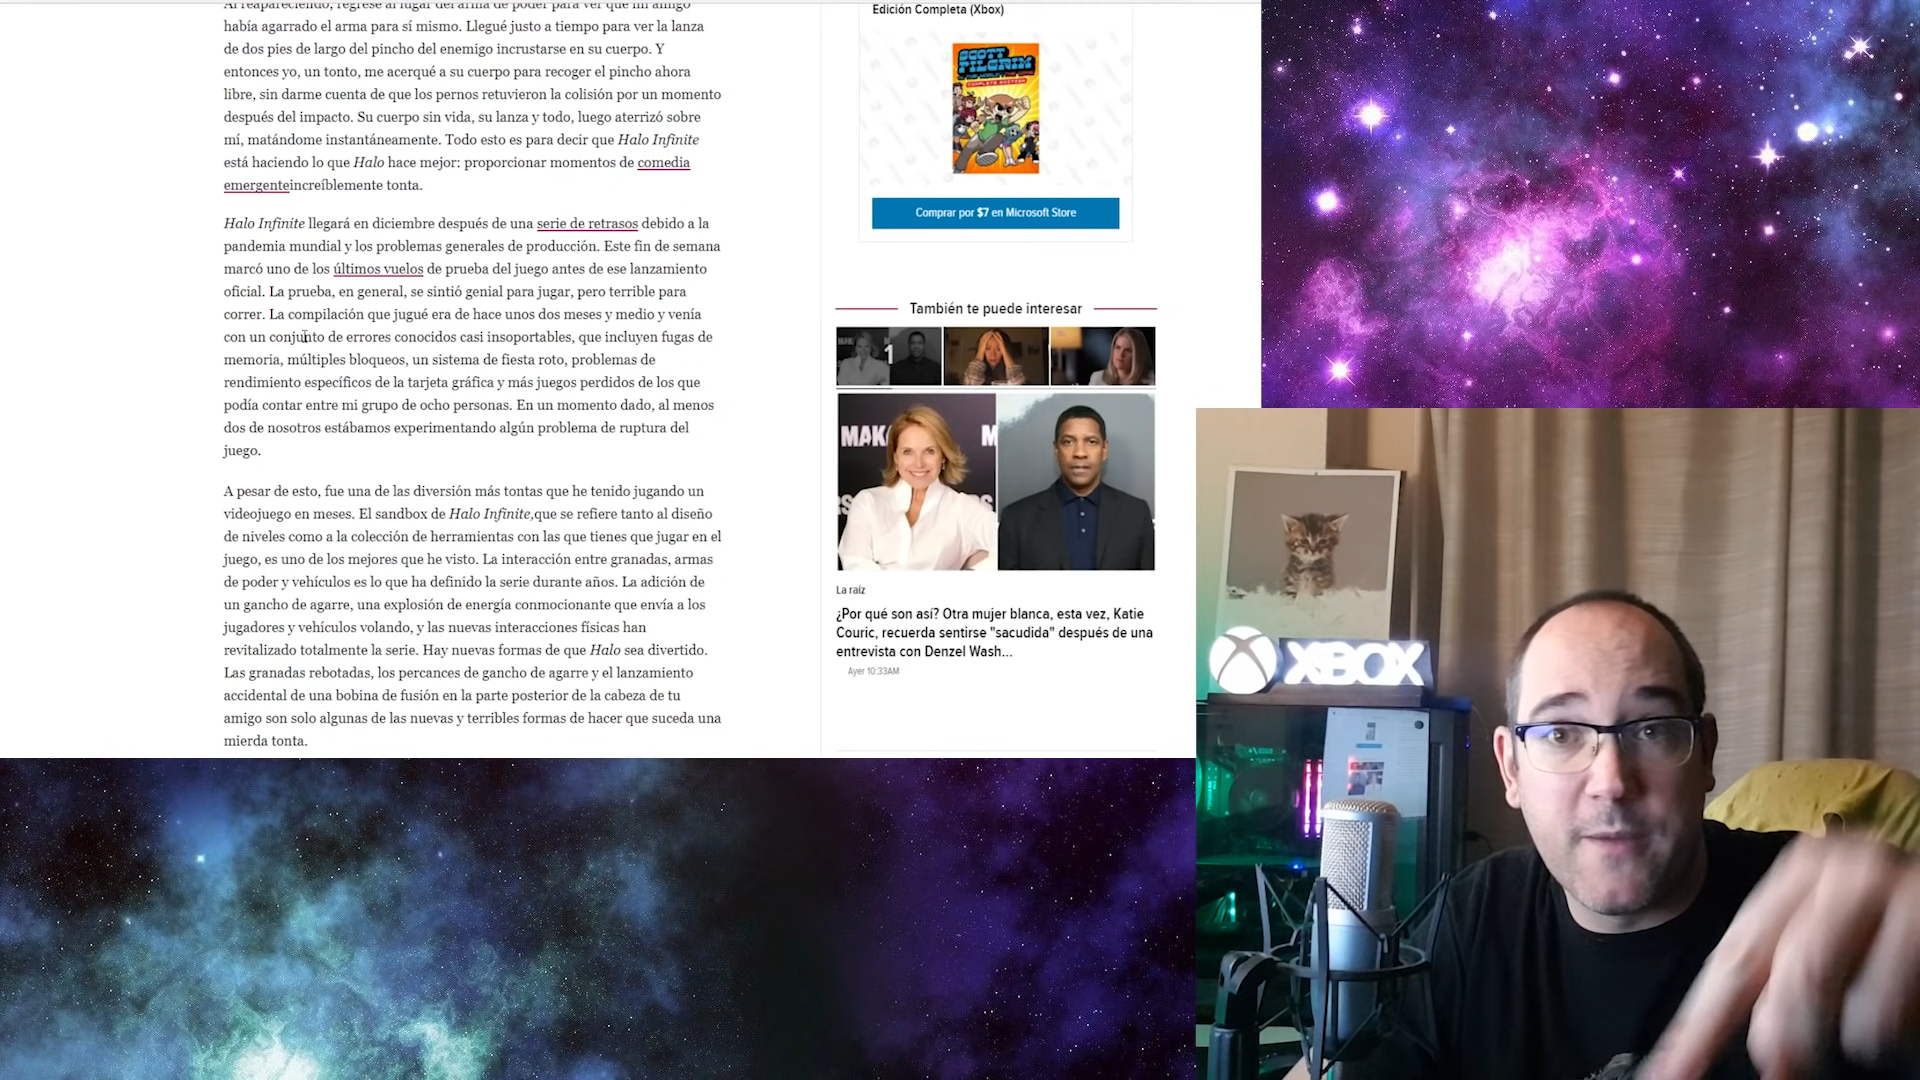 Al reaparecer, regresé al lugar del arma de poder para ver que mi amigo
había agarrado el arma para sí mismo. Llegué justo a tiempo para ver la lanza
de dos pies de largo del pincho del enemigo incrustarse en su cuerpo. Y
entonces yo, un tonto, me acerqué a su cuerpo para recoger el pincho ahora
libre, sin darme cuenta de que los pernos retuvieron la colisión por un momento
después del impacto. Su cuerpo sin vida, su lanza y todo, luego aterrizó sobre
mí, matándome instantáneamente. Todo esto es para decir que Halo Infinite
está haciendo lo que Halo hace mejor: proporcionar momentos de comedia
emergenteincreíblemente tonta.
Halo Infinite llegará en diciembre después de una serie de retrasos debido a la
pandemia mundial y los problemas generales de producción. Este fin de semana
marcó uno de los últimos vuelos de prueba del juego antes de ese lanzamiento
oficial. La prueba, en general, se sintió genial para jugar, pero terrible para
correr. La compilación que jugué era de hace unos dos meses y medio y venía
con un conjunto de errores conocidos casi insoportables, que incluyen fugas de
memoria, múltiples bloqueos, un sistema de fiesta roto, problemas de
rendimiento específicos de la tarjeta gráfica y más juegos perdidos de los que
podía contar entre mi grupo de ocho personas. En un momento dado, al menos
dos de nosotros estábamos experimentando algún problema de ruptura del
juego.
A pesar de esto, fue una de las diversión más tontas que he tenido jugando un
videojuego en meses. El sandbox de Halo Infinite,que se refiere tanto al diseño
de niveles como a la colección de herramientas con las que tienes que jugar en el
juego, es uno de los mejores que he visto. La interacción entre granadas, armas
de poder y vehículos es lo que ha definido la serie durante años. La adición de
un gancho de agarre, una explosión de energía conmocionante que envía a los
jugadores y vehículos volando, y las nuevas interacciones físicas han
revitalizado totalmente la serie. Hay nuevas formas de que Halo sea divertido.
Las granadas rebotadas, los percances de gancho de agarre y el lanzamiento
accidental de una bobina de fusión en la parte posterior de la cabeza de tu
amigo son solo algunas de las nuevas y terribles formas de hacer que suceda una
mierda tonta.
Edición Completa (Xbox)
SCOTT
PILGRIM
COMPLETE EDITION
Comprar por $7 en Microsoft Store
También te puede interesar
MAK
La raíz
¿Por qué son así? Otra mujer blanca, esta vez, Katie
Couric, recuerda sentirse "sacudida" después de una
entrevista con Denzel Wash...
Ayer 10:33AM
XBOX